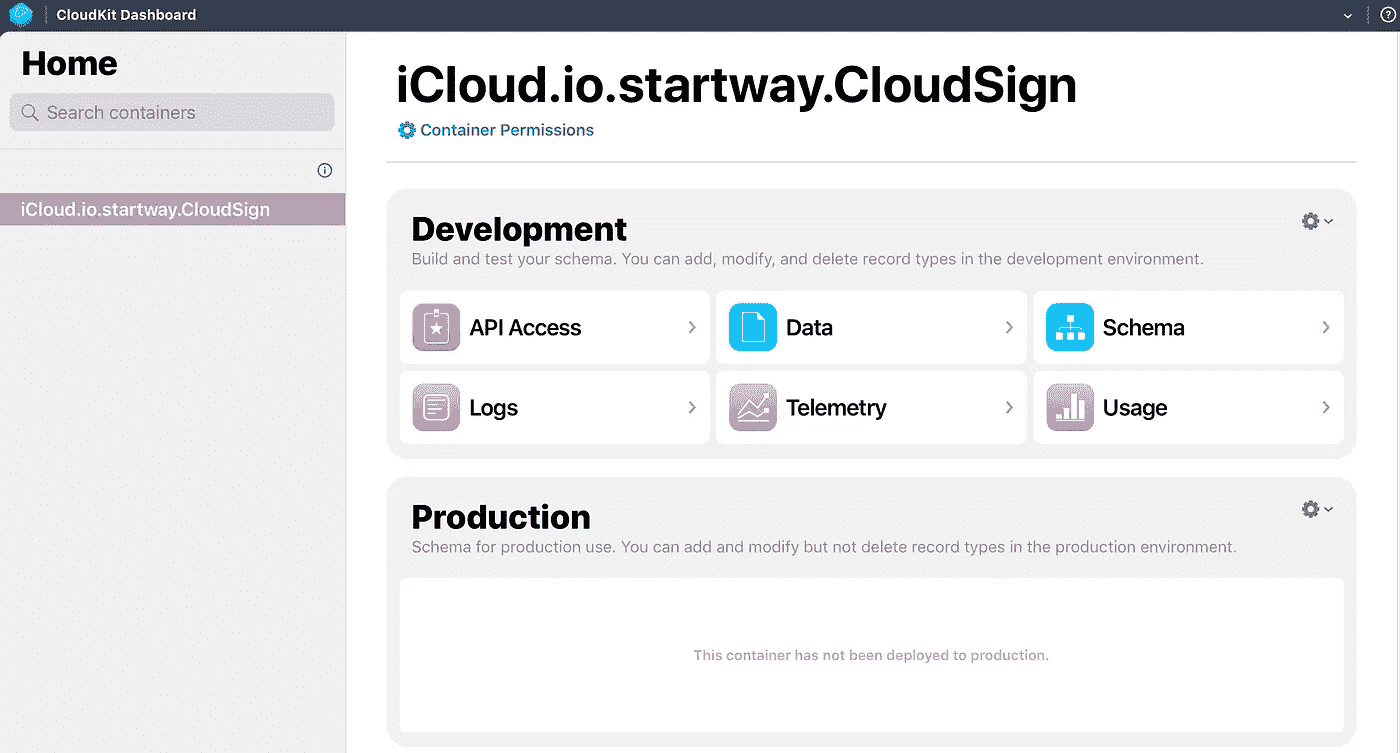 CloudKit Dashboard
Home
Search containers
iCloud.io.startway.CloudSign
iCloud.io.startway.CloudSign
Container Permissions
Development
Build and test your schema. You can add, modify, and delete record types in the development environment.
API Access
Data
Schema
Logs
Telemetry
Usage
Production
Schema for production use. You can add and modify but not delete record types in the production environment.
This container has not been deployed to production.